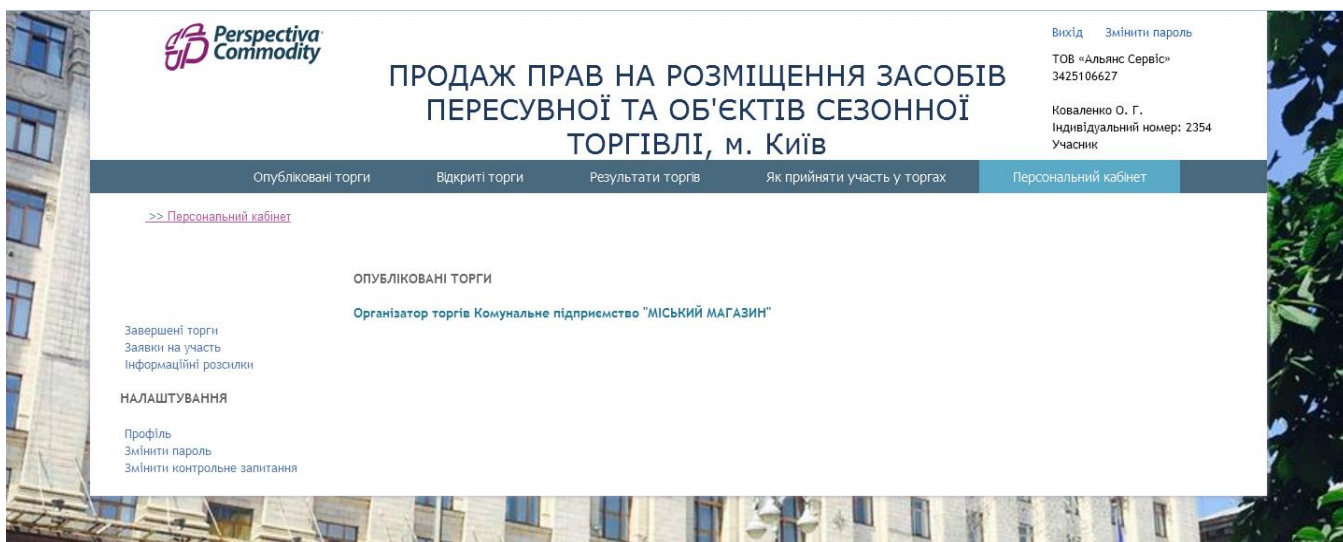 Perspectiva
Commodity
ПРОДАЖ ПРАВ НА РОЗМІЩЕННЯ ЗАСОБІВ
ПЕРЕСУВНОЇ ТА ОБ'ЄКТІВ СЕЗОННОЇ
ТОРГІВЛІ, м. Київ
Вихід Змінити пароль
ТОВ «Альянс Сервіс»
3425106627
Коваленко О. Г.
Індивідуальний номер: 2354
Учасник
Опубліковані торги Відкриті торги Результати торгів Як прийняти участь у торгах Персональний кабінет
>> Персональний кабінет
ОПУБЛІКОВАНІ ТОРГИ
Організатор торгів Комунальне підприємство "МІСЬКИЙ МАГАЗИН"
Завершені торги
Заявки на участь
Інформаційні розсилки
НАЛАШТУВАННЯ
Профіль
Змінити пароль
Змінити контрольне запитання